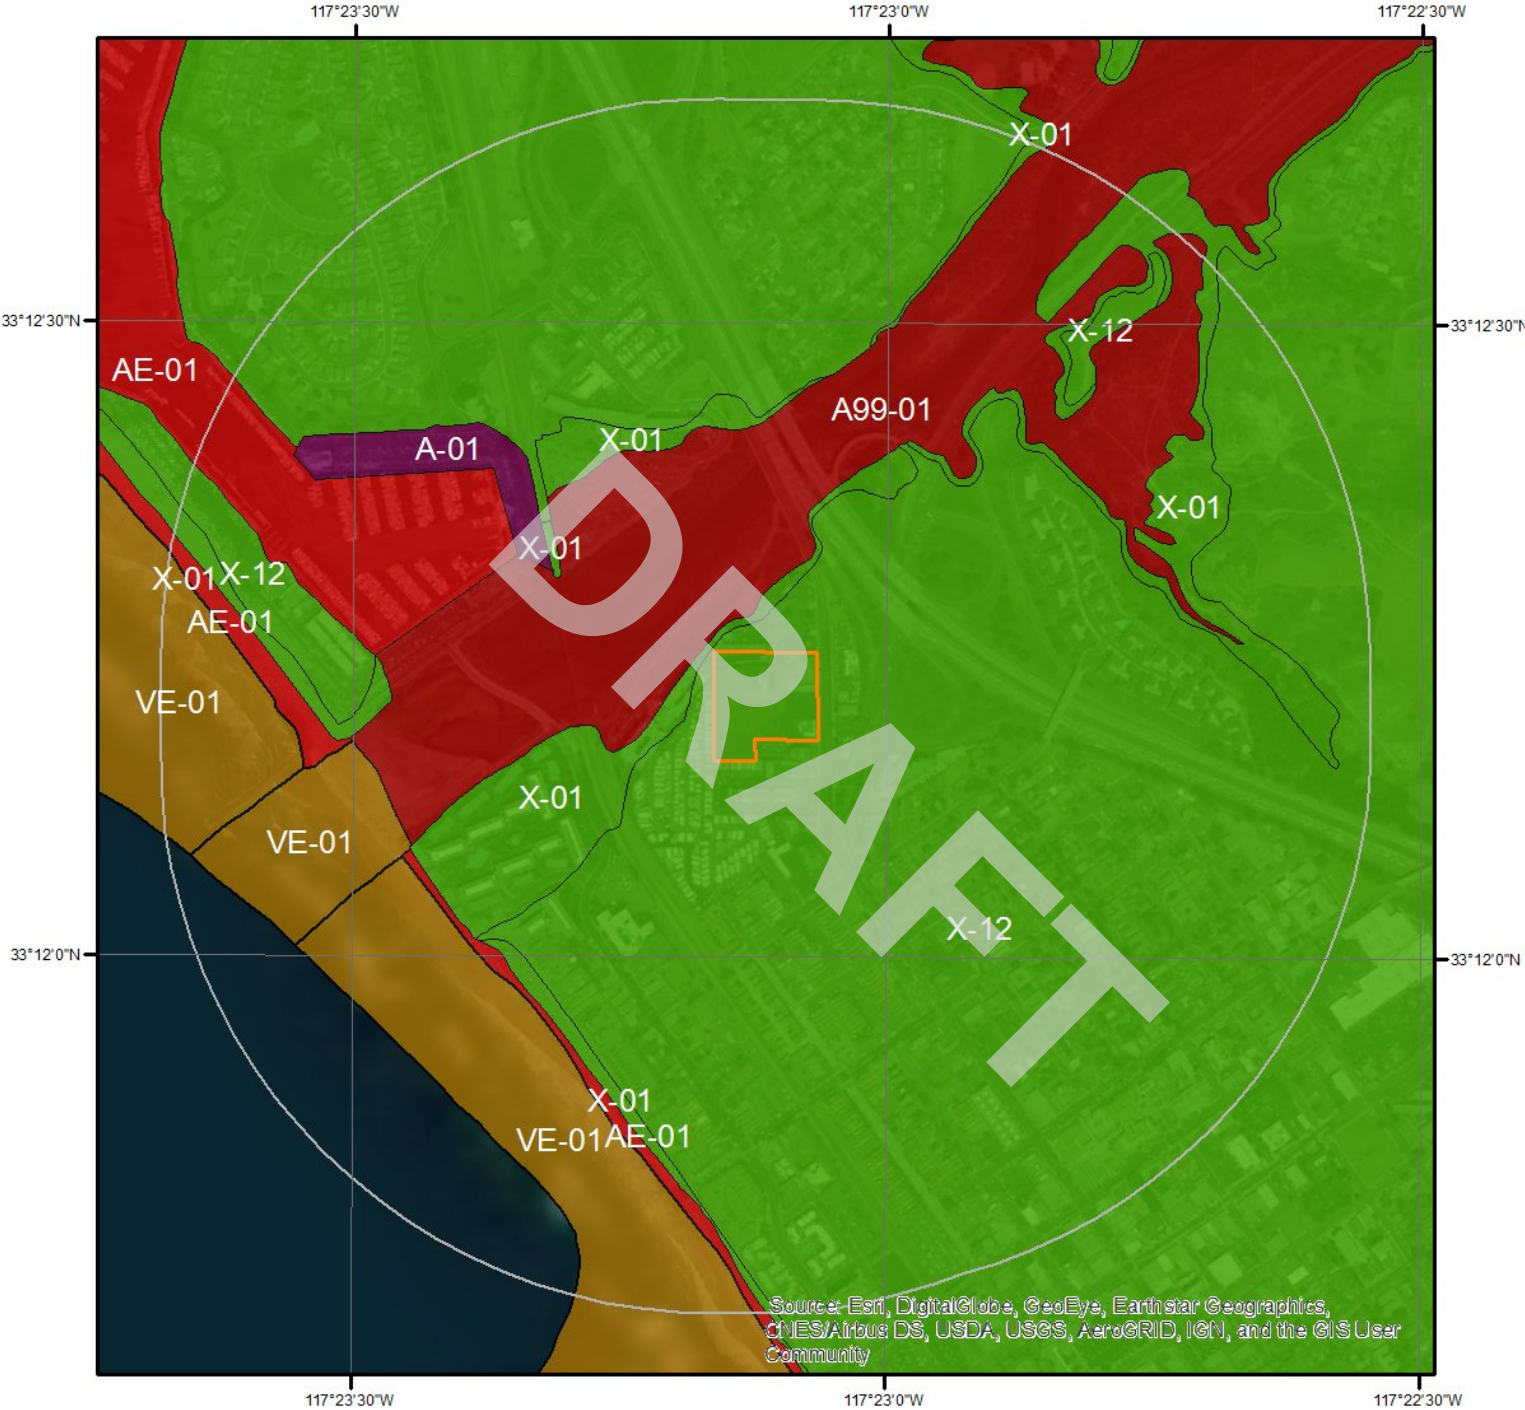 117°23'30"W
117°23'0"W
117°22'30"W
X-01
33°12'30"N
33°12'30"N
X-12
AE-01
A99-01
X-01
A-01
X-01
X-01
X-01
X-12
AE-01
VE-01
X-01
VE-01
DRAFT
X-12
33°12'0"N
33°12'0"N
X-01
VE-01
AE-01
Source: Esri, DigitalGlobe, GeoEye, Earthstar Geographics,
CNES/Airbus DS, USDA, USGS, AeroGRID, IGN, and the GIS User
Community
117°23'30"W
117°23'0"W
117°22'30"W